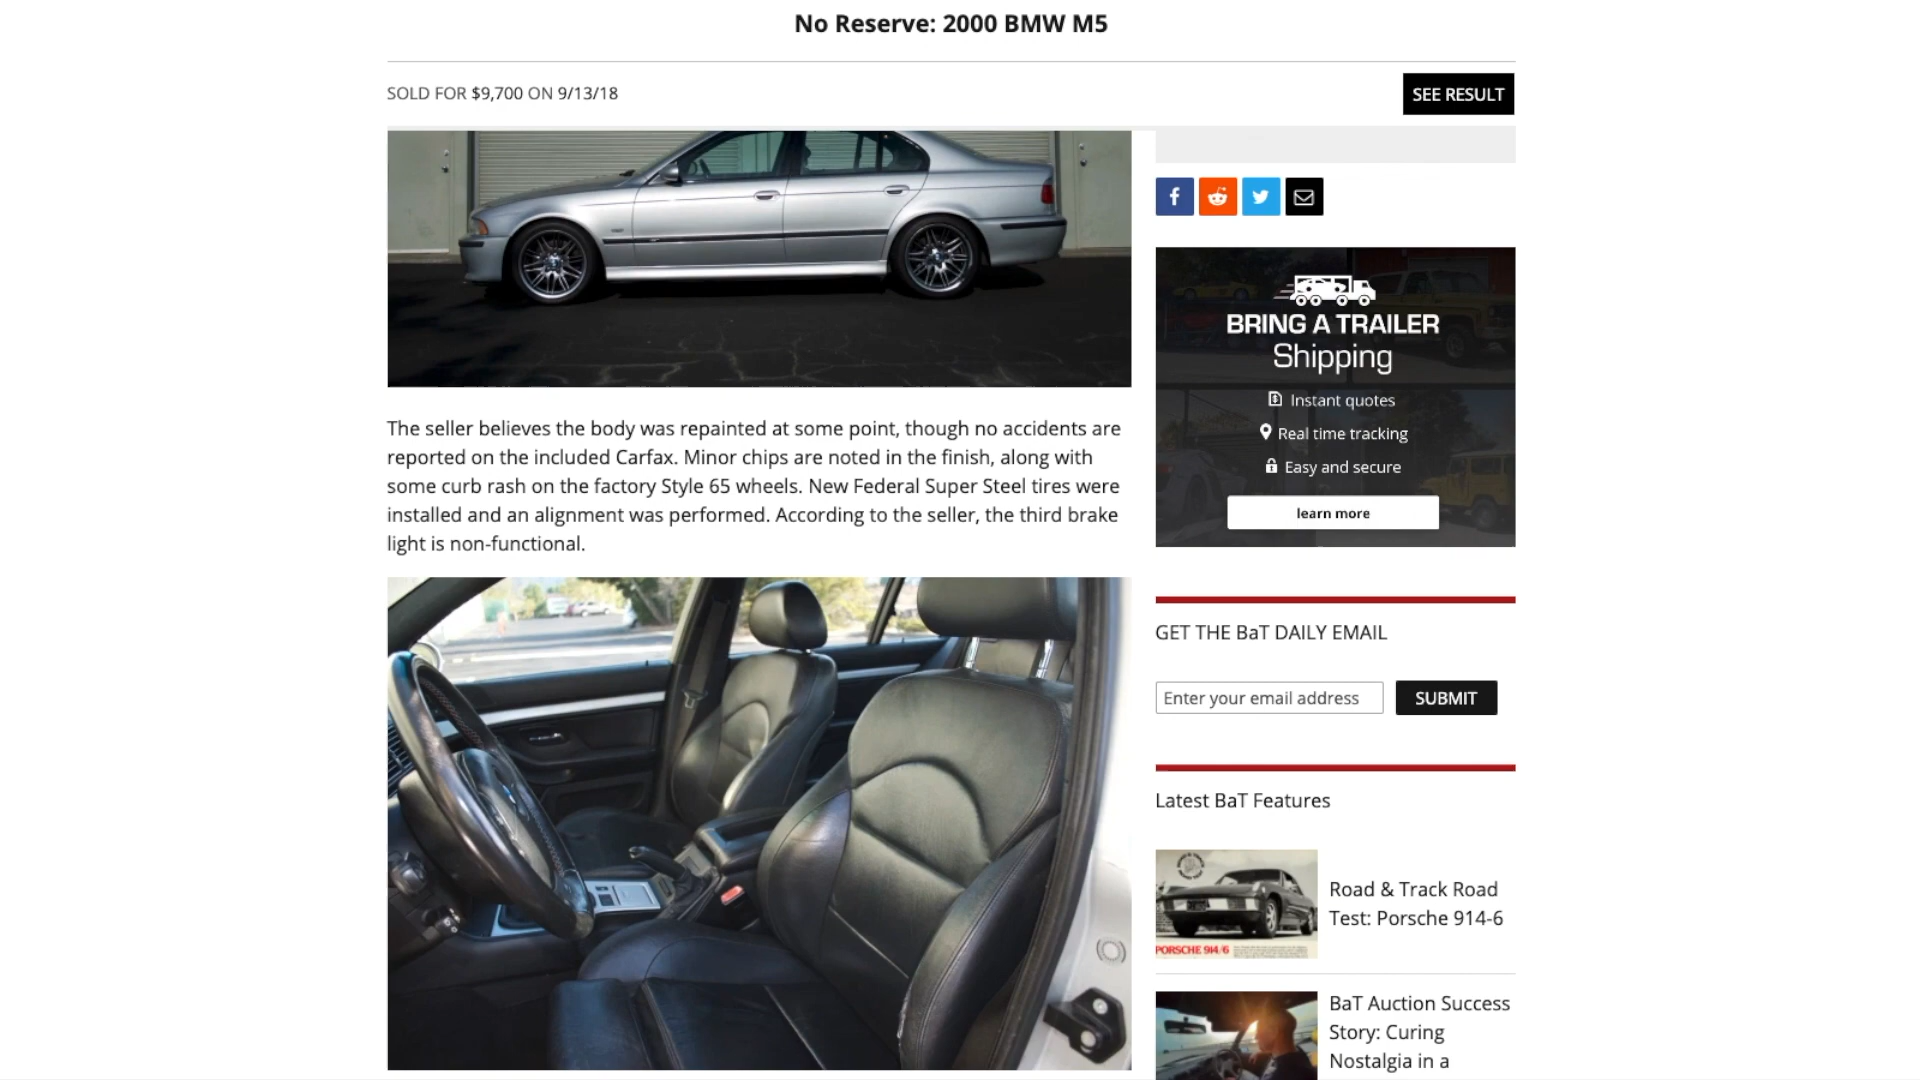 No Reserve: 2000 BMW M5
SOLD FOR $9,700 ON 9/13/18
SEE RESULT
The seller believes the body was repainted at some point, though no accidents are
reported on the included Carfax. Minor chips are noted in the finish, along with
some curb rash on the factory Style 65 wheels. New Federal Super Steel tires were
installed and an alignment was performed. According to the seller, the third brake
light is non-functional.
BRING A TRAILER
Shipping
Instant quotes
Real time tracking
Easy and secure
learn more
GET THE BaT DAILY EMAIL
Enter your email address
SUBMIT
Latest BaT Features
PORSCHE 914/6
Road & Track Road
Test: Porsche 914-6
BaT Auction Success
Story: Curing
Nostalgia in a